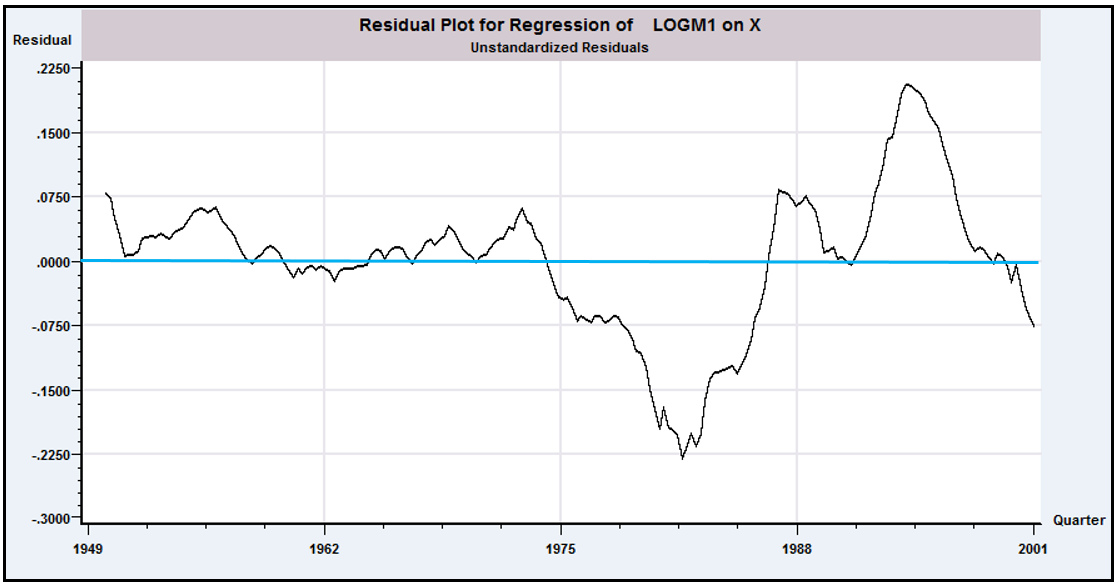 Residual Plot for Regression of LOGM1 on X
Unstandardized Residuals
Residual
.2250
.1500
.0750
.0000
-.0750
-.1500
-.2250
-.3000
1949 1962 1975 1988 2001
Quarter